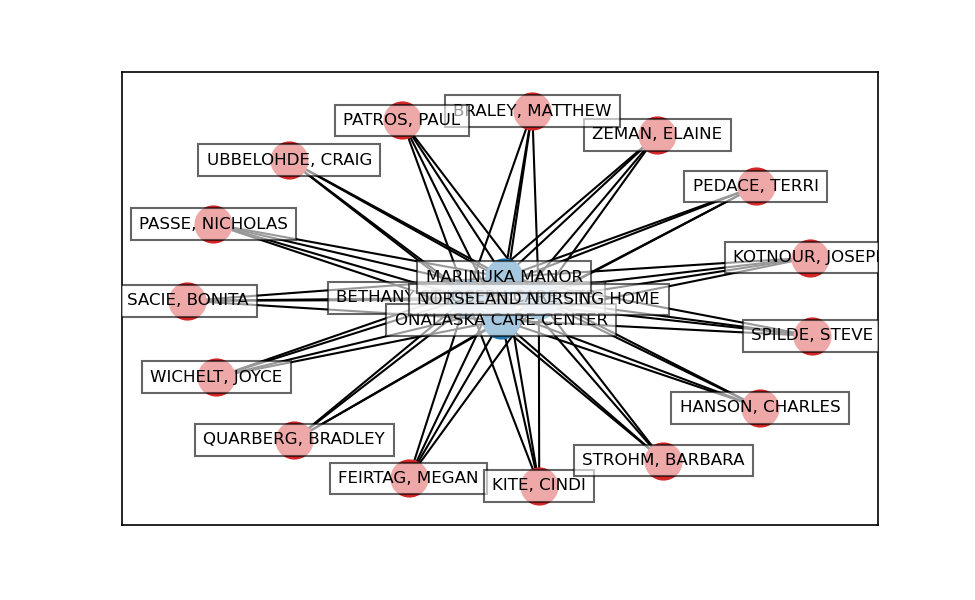 BRALEY, MATTHEW
PATROS, PAUL
ZEMAN, ELAINE
UBBELOHDE, CRAIG
PEDACE, TERRI
PASSE, NICHOLAS
KOTNOUR, JOSEP
MARINUKA MANOR
BETHANY
NORSELAND NURSING HOME
SACIE, BONITA
ONALASKA CARE CENTER
SPILDE, STEVE
WICHELT, JOYCE
HANSON, CHARLES
QUARBERG, BRADLEY
STROHM, BARBARA
FEIRTAG, MEGAN
KITE, CINDI